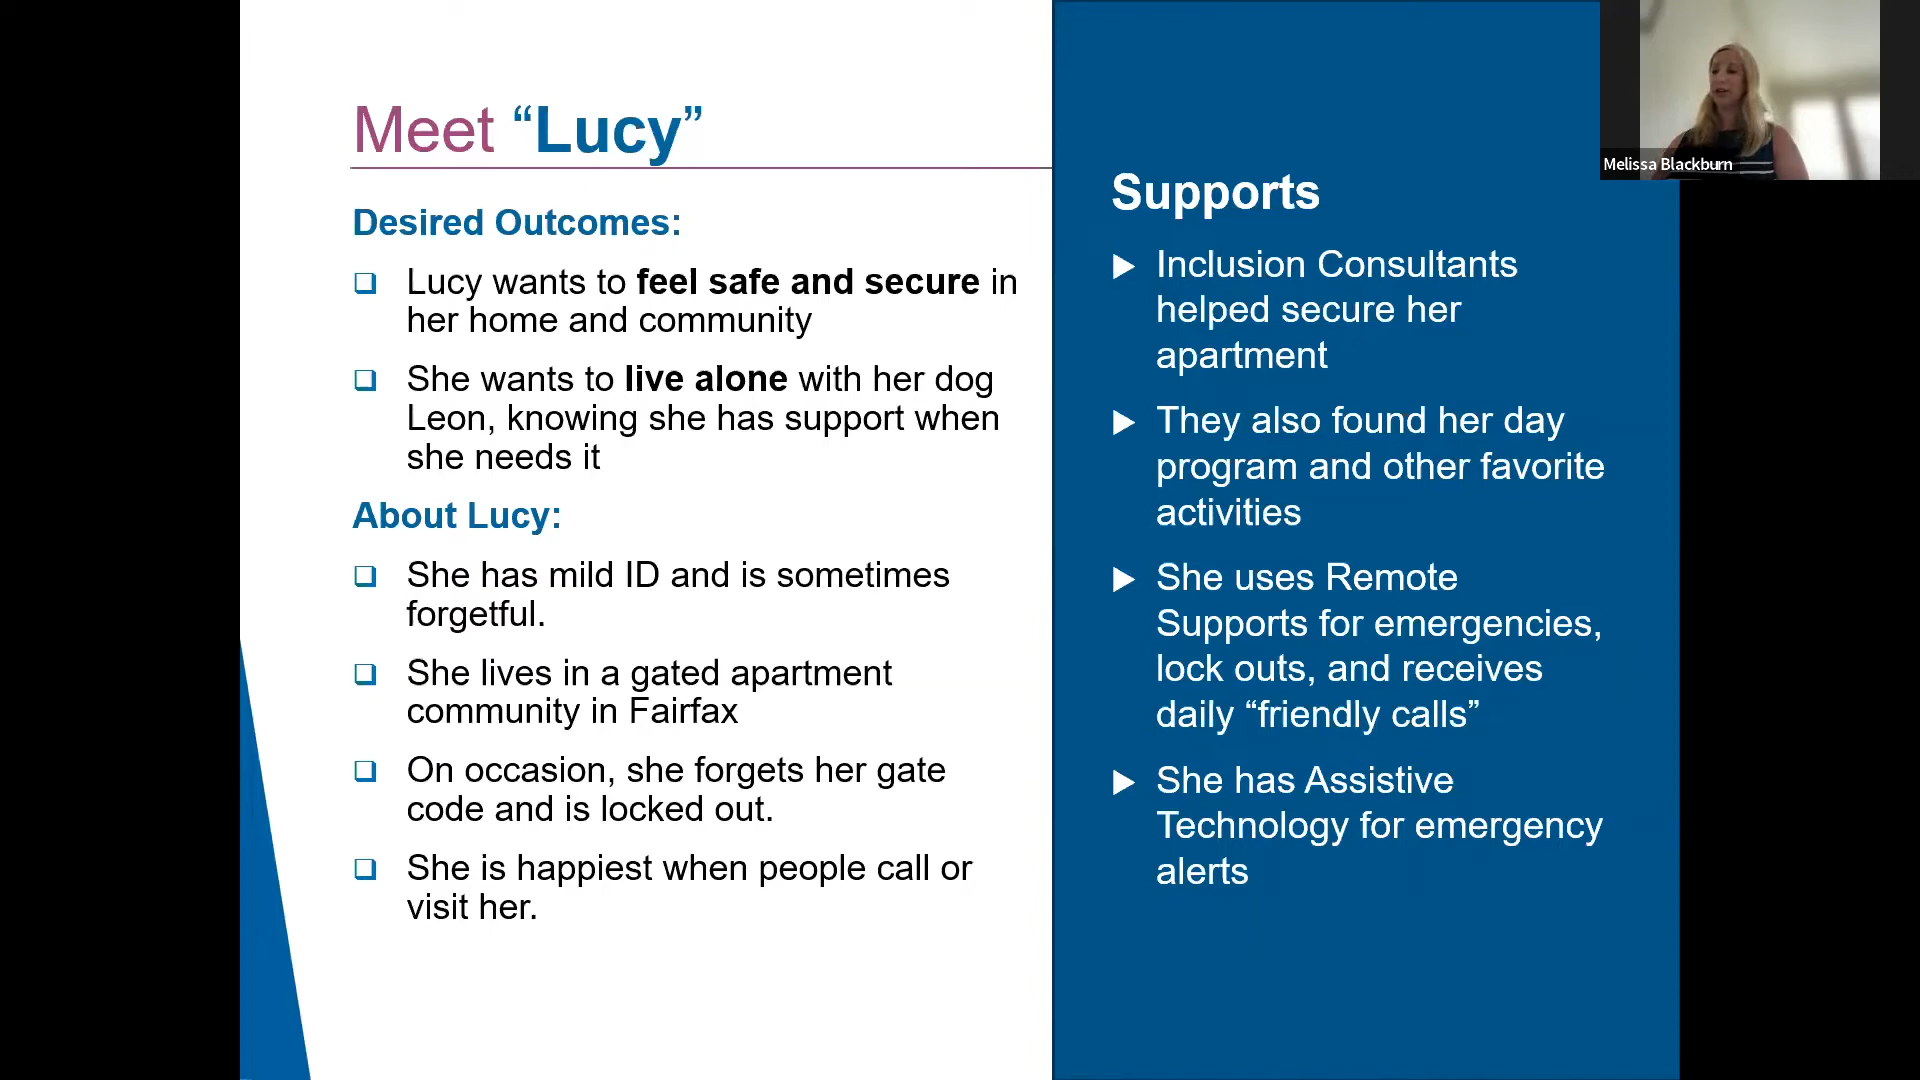 Meet “Lucy”
Desired Outcomes:
❑ Lucy wants to feel safe and secure in
her home and community
❑ She wants to live alone with her dog
Leon, knowing she has support when
she needs it
About Lucy:
❑ She has mild ID and is sometimes
forgetful.
❑ She lives in a gated apartment
community in Fairfax
❑ On occasion, she forgets her gate
code and is locked out.
❑ She is happiest when people call or
visit her.
Supports
▶ Inclusion Consultants
helped secure her
apartment
▶ They also found her day
program and other favorite
activities
▶ She uses Remote
Supports for emergencies,
lock outs, and receives
daily “friendly calls”
▶ She has Assistive
Technology for emergency
alerts
Melissa Blackburn